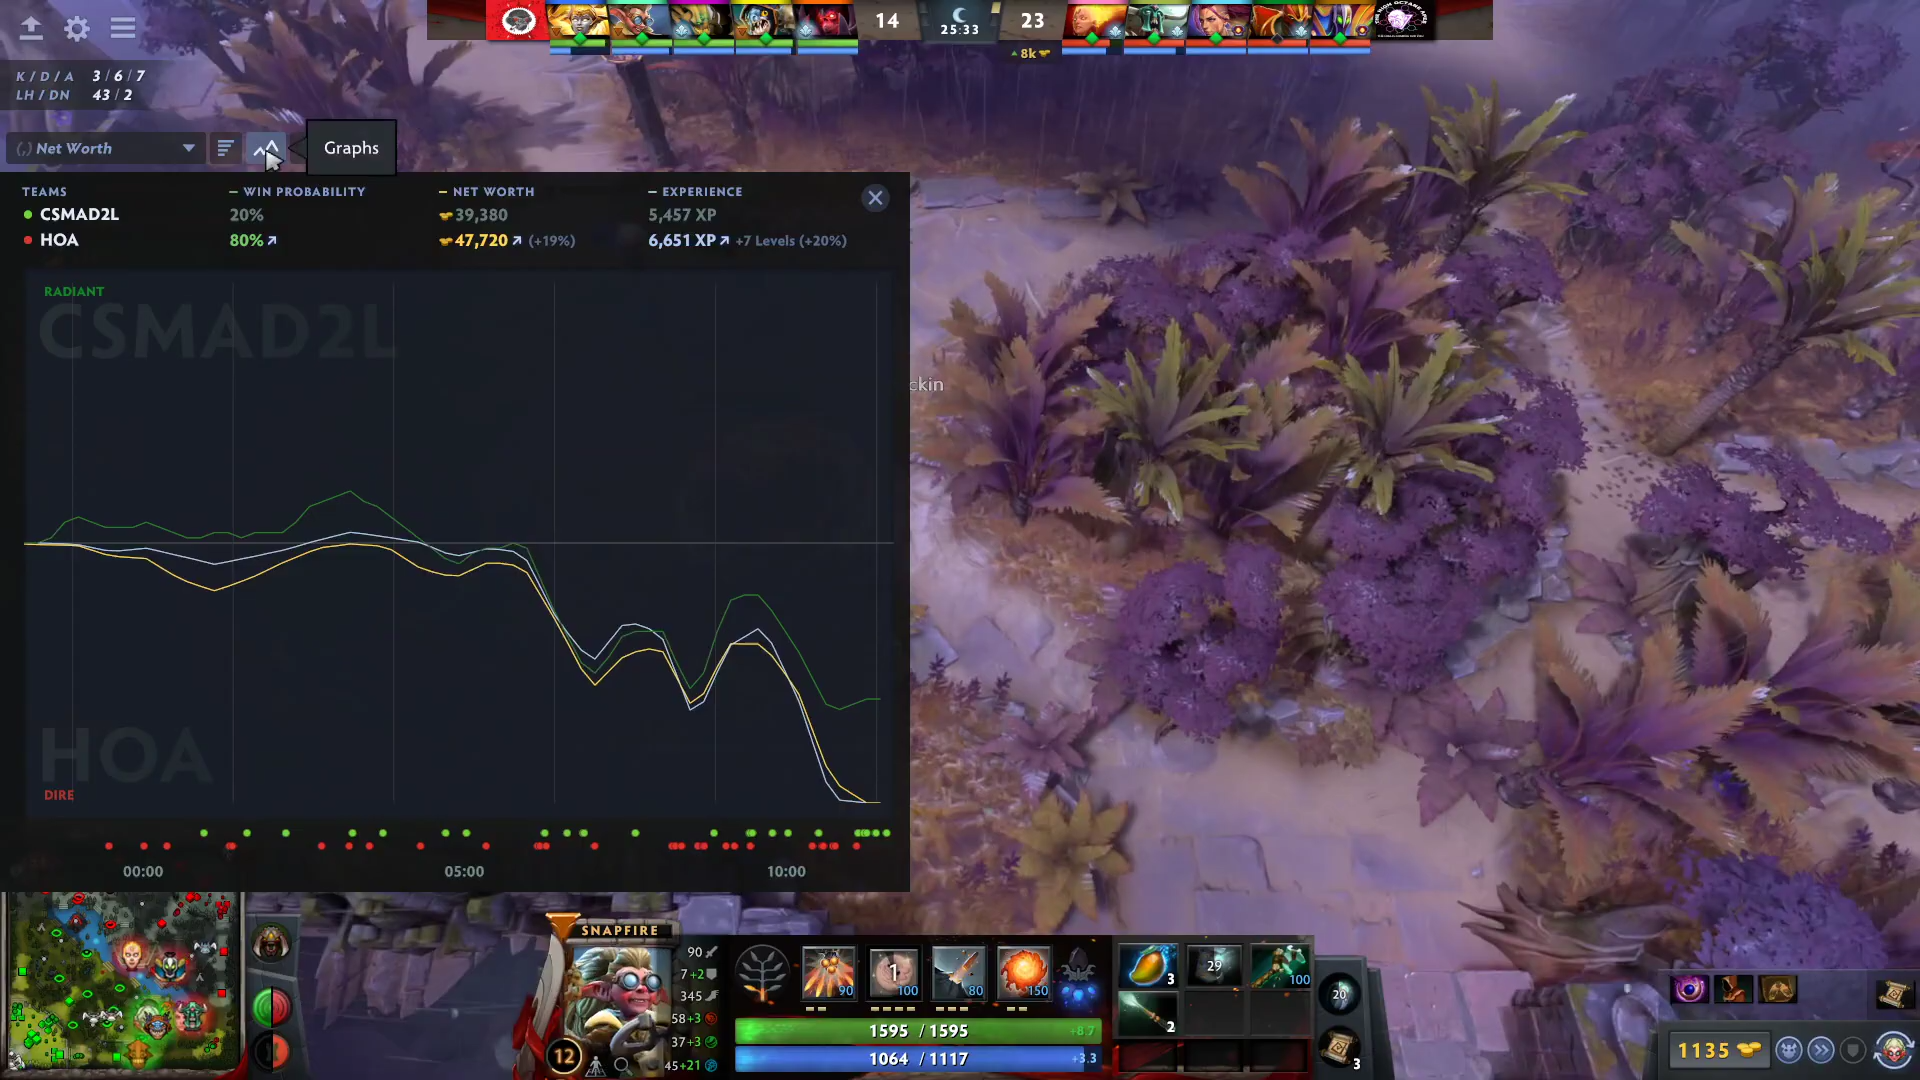 14
25:33
23
8k
K / D / A 3 / 6 / 7
LH / DN 43 / 2
Net Worth
Graphs
TEAMS
WIN PROBABILITY
NET WORTH
EXPERIENCE
CSMAD2L
20%
39,380
5,457 XP
HOA
80%
47,720 (+19%)
6,651 XP +7 Levels (+20%)
RADIANT
CSMAD2L
ckin
HOA
DIRE
00:00
05:00
10:00
SNAPFIRE
90
7 +2
345
58+3
37+3
45+21
12
90
1
100
80
150
3
29
100
2
20
3
1595 / 1595
+8.7
1064 / 1117
+3.3
1135